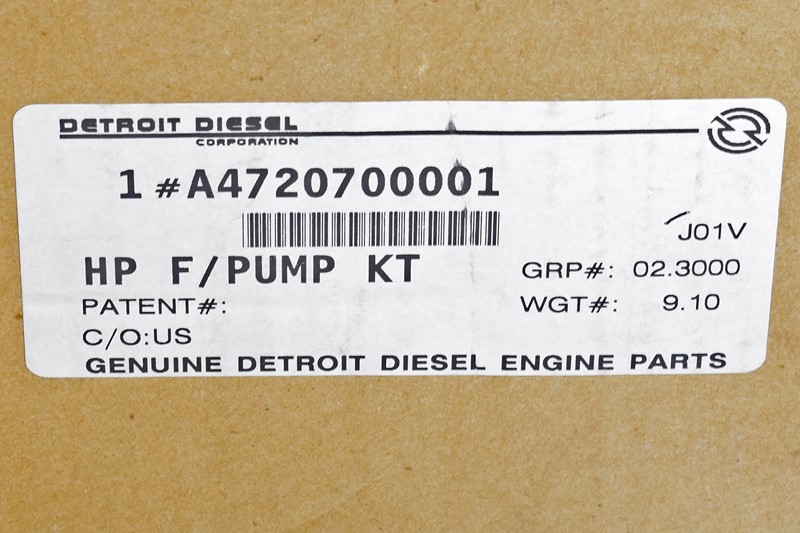 DETROIT DIESEL
CORPORATION
1 #A4720700001
J01V
HP F/PUMP KT
GRP#: 02.3000
PATENT#:
WGT#: 9.10
C/O:US
GENUINE DETROIT DIESEL ENGINE PARTS